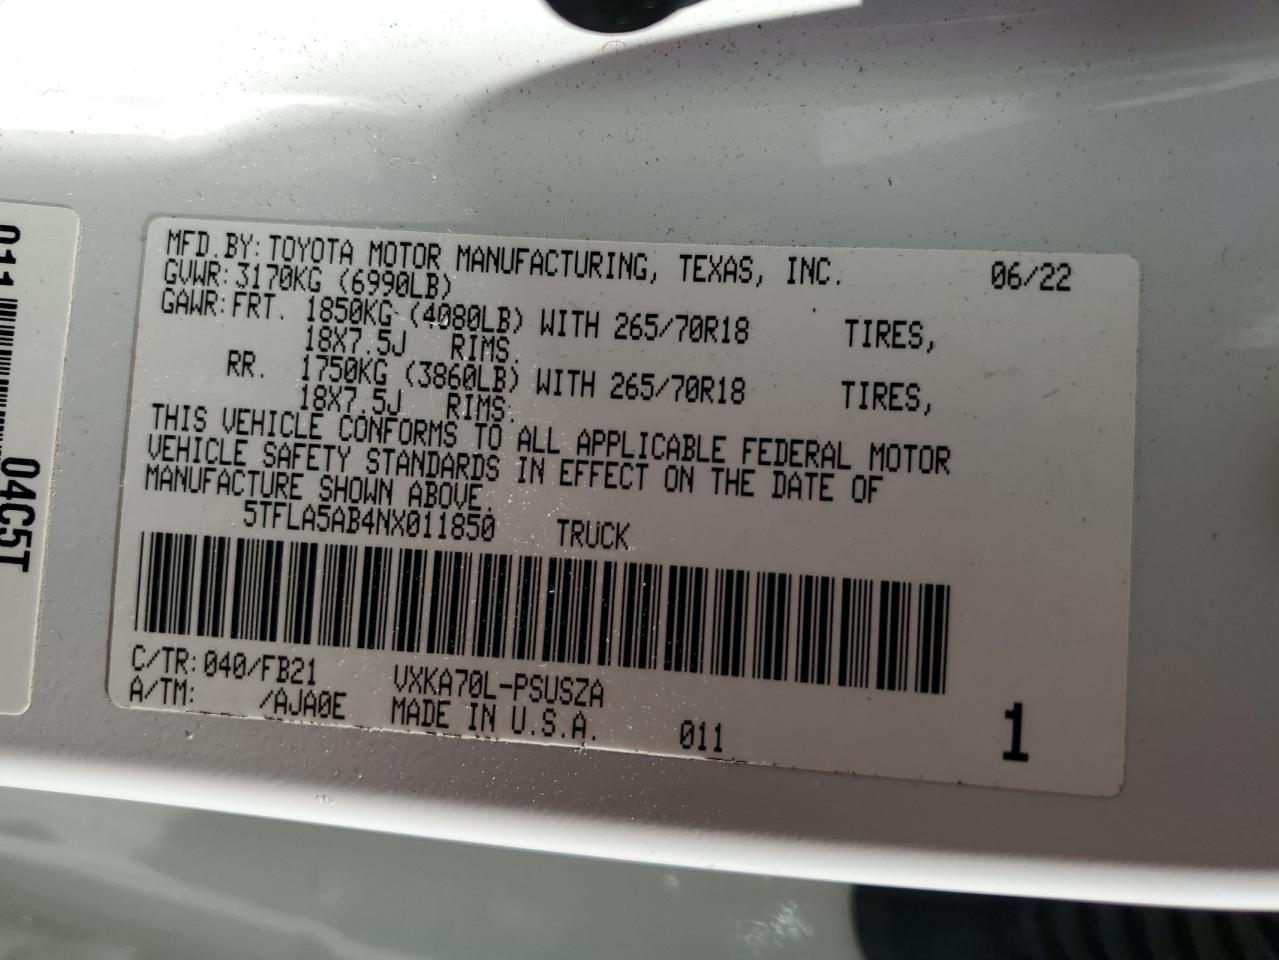 MFD. BY: TOYOTA MOTOR MANUFACTURING, TEXAS, INC. 06/22
GVWR: 3170KG (6990LB)
GAWR: FRT. 1850KG (4080LB) WITH 265/70R18 TIRES,
18X7.5J RIMS.
RR. 1750KG (3860LB) WITH 265/70R18 TIRES,
18X7.5J RIMS.
THIS VEHICLE CONFORMS TO ALL APPLICABLE FEDERAL MOTOR
VEHICLE SAFETY STANDARDS IN EFFECT ON THE DATE OF
MANUFACTURE SHOWN ABOVE.
5TFLA5AB4NX011850 TRUCK
C/TR: 040/FB21 VXKA70L-PSUSZA
A/TM: /AJA0E MADE IN U.S.A. 011 1
011
04C5T